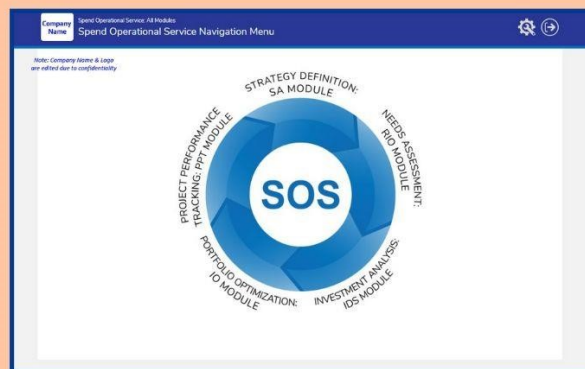 Company
Name
Spend Operational Service: All Modules
Spend Operational Service Navigation Menu
Note: Company Name & Logo
are edited due to confidentiality
STRATEGY DEFINITION:
SA MODULE
NEEDS ASSESSMENT:
RIO MODULE
INVESTMENT ANALYSIS:
IDS MODULE
PORTFOLIO OPTIMIZATION:
IO MODULE
PROJECT PERFORMANCE
TRACKING: PPT MODULE
SOS